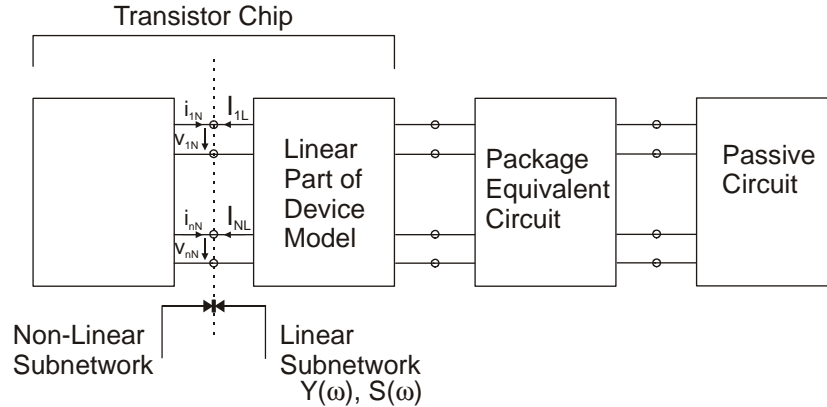 Transistor Chip
i1N
I1L
v1N
inN
INL
vnN
Linear
Part of
Device
Model
Package
Equivalent
Circuit
Passive
Circuit
Non-Linear
Subnetwork
Linear
Subnetwork
Y(ω), S(ω)